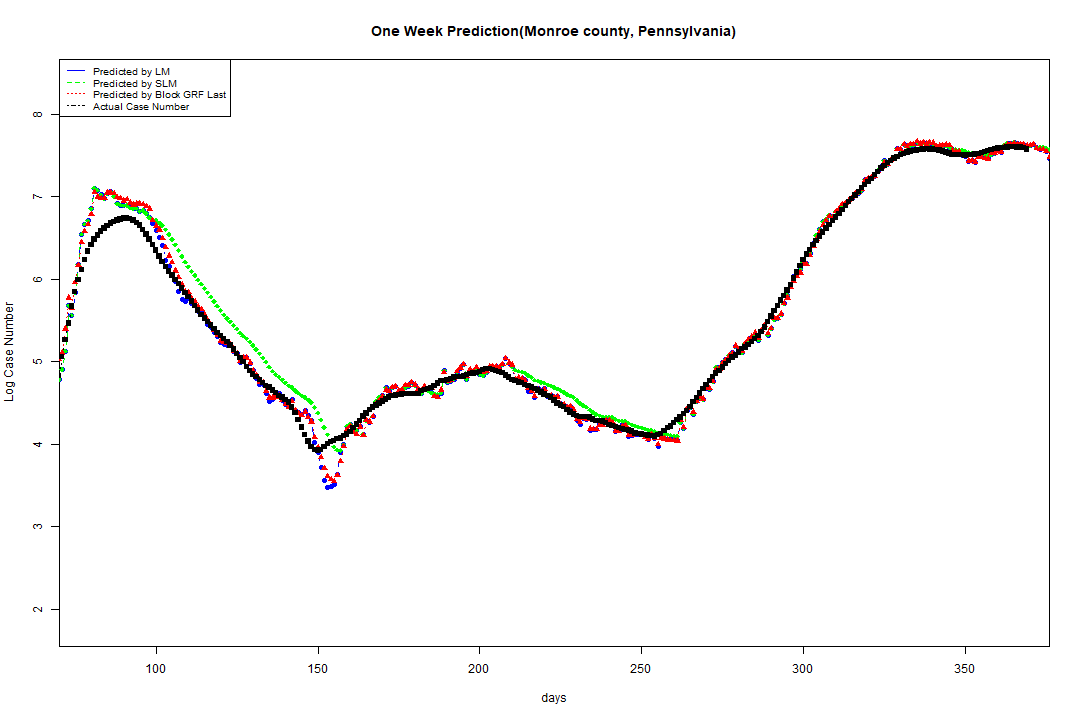 One Week Prediction(Monroe county, Pennsylvania)
Predicted by LM
Predicted by SLM
Predicted by Block GRF Last
Actual Case Number
Log Case Number
8
7
6
5
4
3
2
100 150 200 250 300 350
days